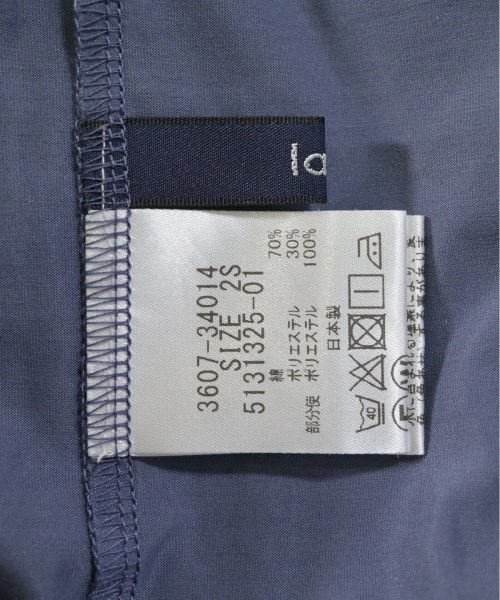 3607-34014
SIZE 2S
5131325-01
綿 70%
ポリエステル 30%
部分使 ポリエステル 100%
日本製
40